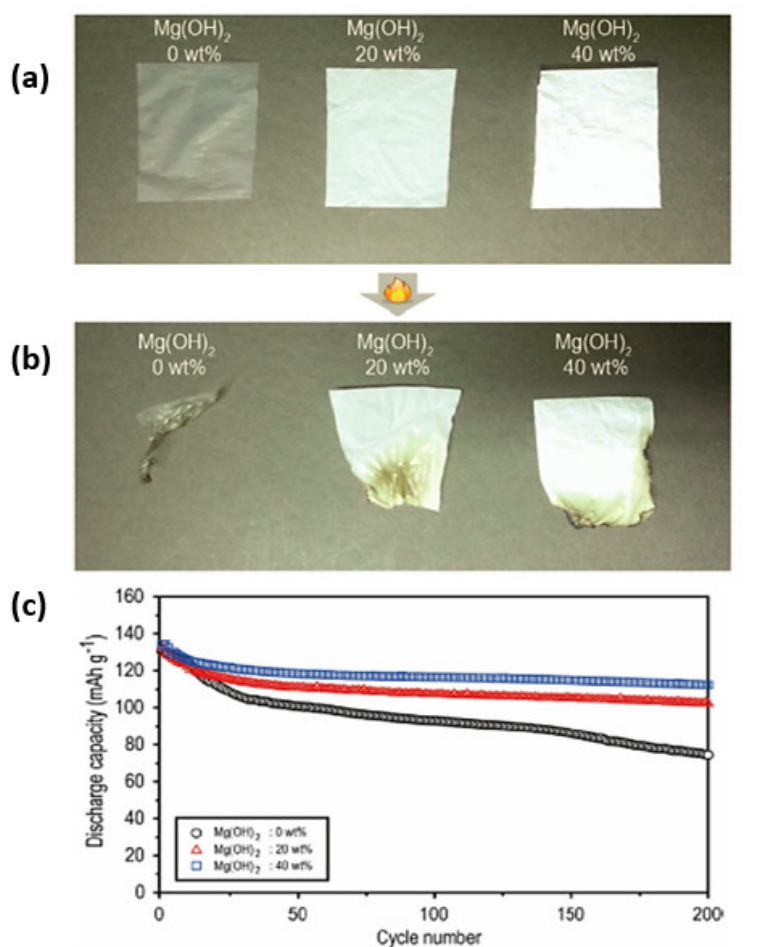 (a)
Mg(OH)2
0 wt%
Mg(OH)2
20 wt%
Mg(OH)2
40 wt%
(b)
Mg(OH)2
0 wt%
Mg(OH)2
20 wt%
Mg(OH)2
40 wt%
(c)
Discharge capacity (mAh g-1)
160
140
120
100
80
60
40
20
0
Mg(OH)2 : 0 wt%
Mg(OH)2 : 20 wt%
Mg(OH)2 : 40 wt%
0
50
100
150
200
Cycle number